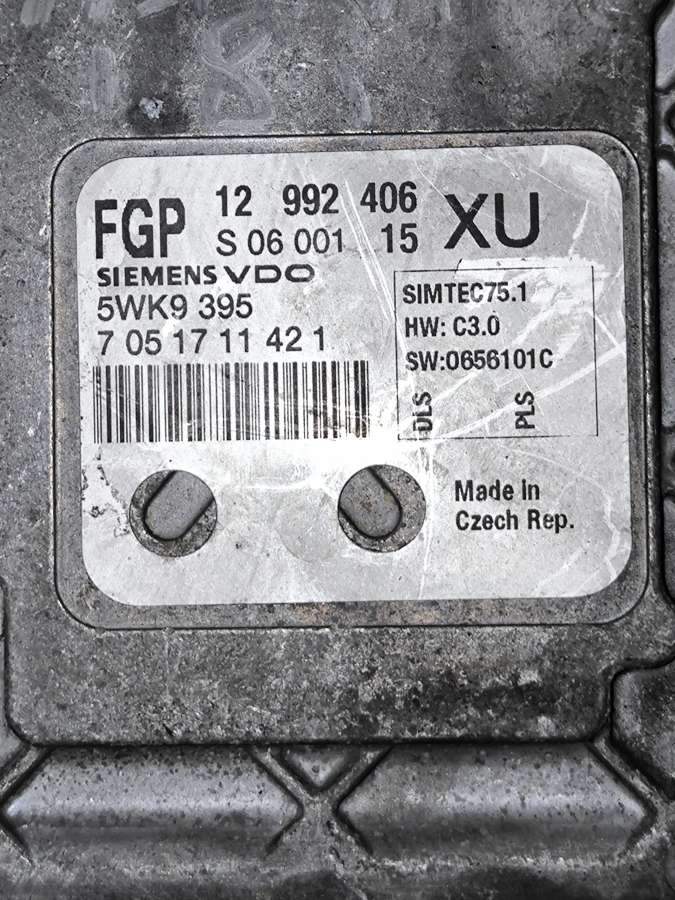 FGP 12 992 406 XU
S 06 001 15
SIEMENS VDO
5WK9 395
7 05 17 11 42 1
SIMTEC75.1
HW: C3.0
SW:0656101C
DLS PLS
Made in
Czech Rep.